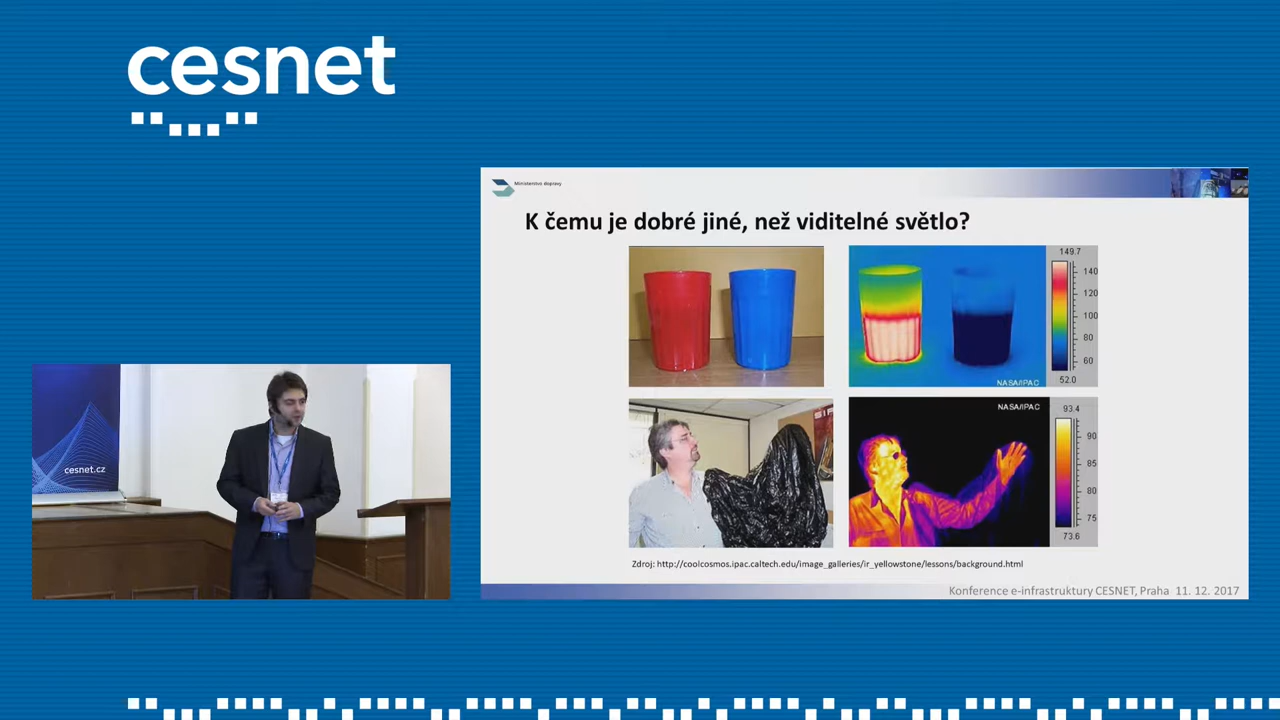 cesnet
Ministerstvo dopravy
K čemu je dobré jiné, než viditelné světlo?
149.7
140
120
100
80
60
52.0
NASA/IPAC
NASA/IPAC
93.4
90
85
80
75
73.6
Zdroj: http://coolcosmos.ipac.caltech.edu/image_galleries/ir_yellowstone/lessons/background.html
Konference e-infrastruktury CESNET, Praha 11. 12. 2017
cesnet.cz